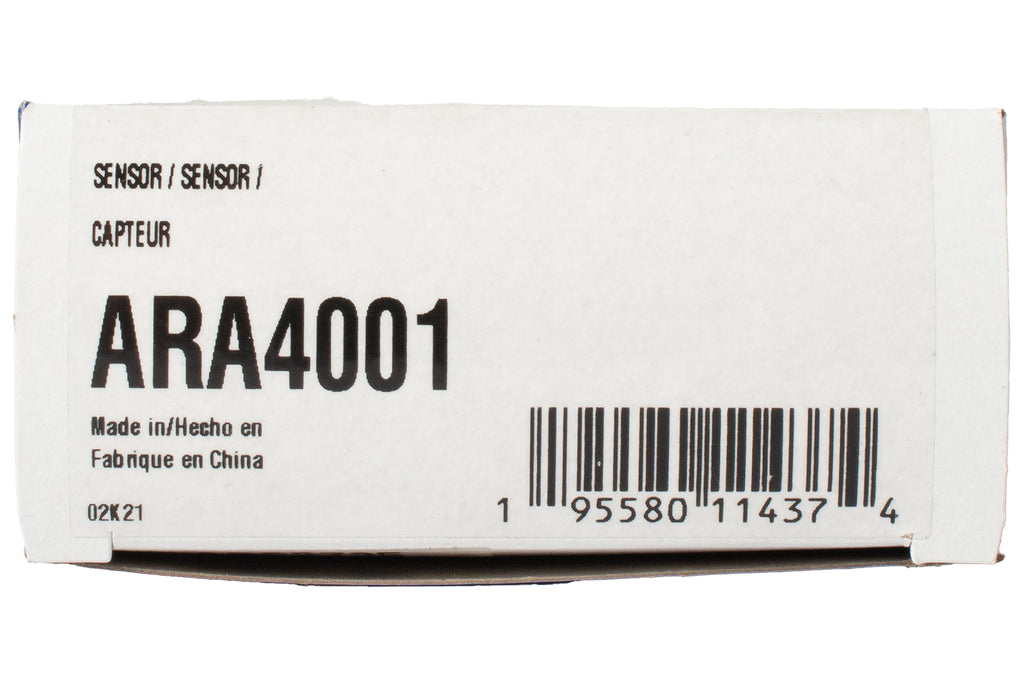 SENSOR / SENSOR /
CAPTEUR
ARA4001
Made in/Hecho en
Fabrique en China
02K21
1 95580 11437 4